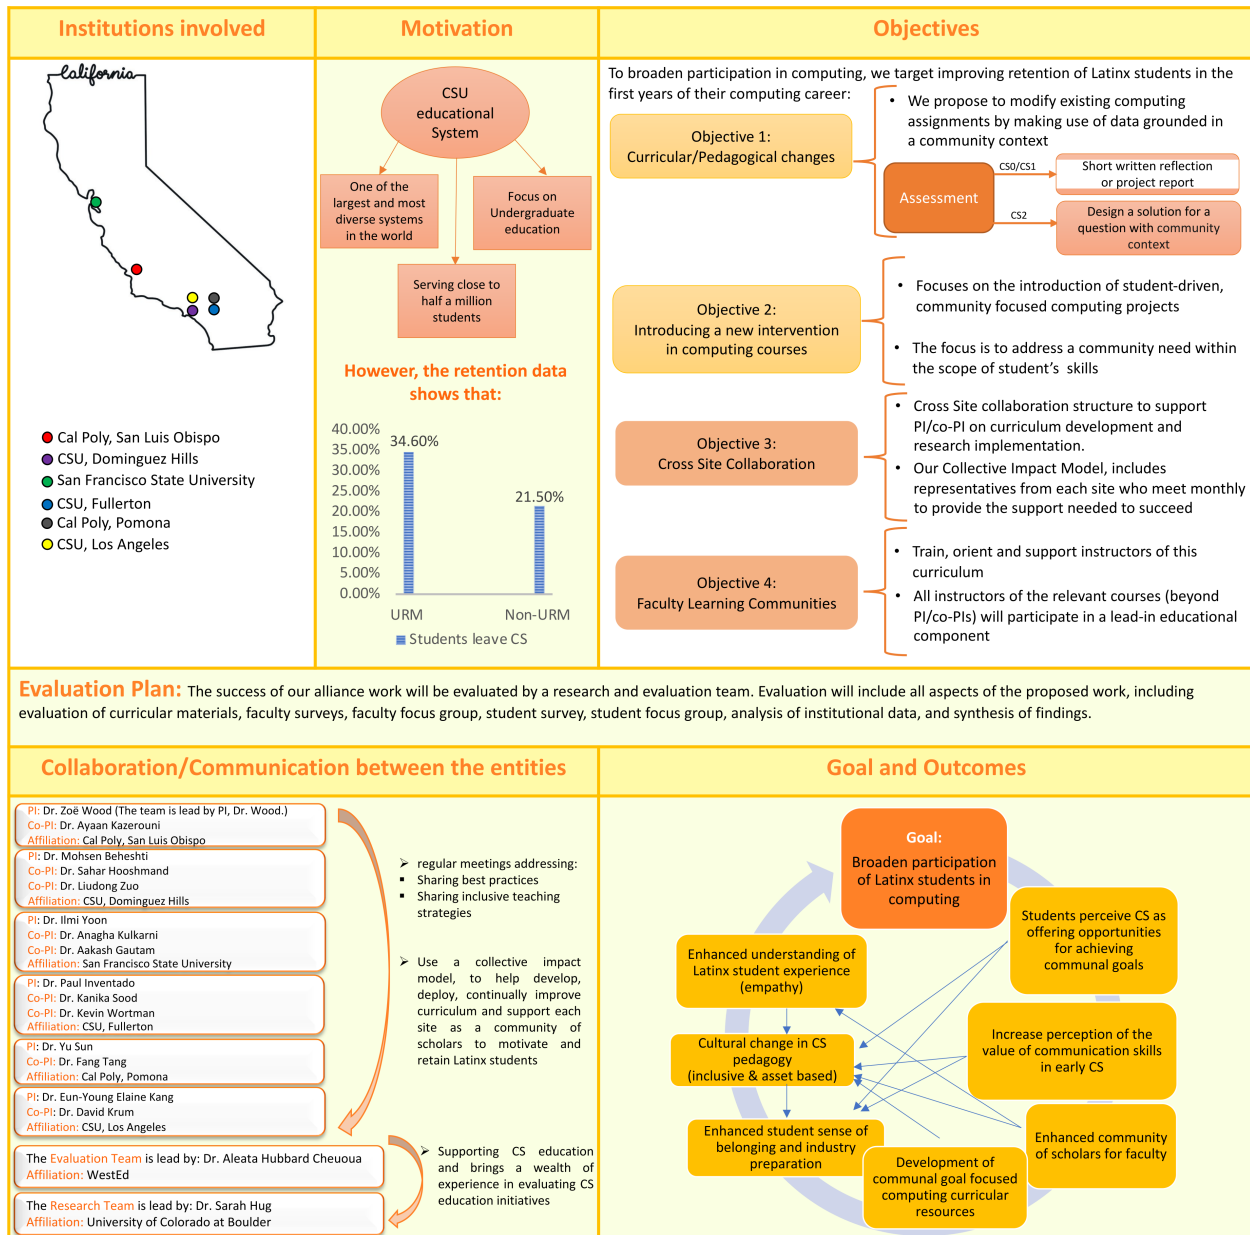 Institutions involved
Motivation
Objectives
California
Cal Poly, San Luis Obispo
CSU, Dominguez Hills
San Francisco State University
CSU, Fullerton
Cal Poly, Pomona
CSU, Los Angeles
CSU
educational
System
One of the
largest and most
diverse systems
in the world
Focus on
Undergraduate
education
Serving close to
half a million
students
However, the retention data
shows that:
40.00%
35.00%
30.00%
25.00%
20.00%
15.00%
10.00%
5.00%
0.00%
34.60%
21.50%
URM
Non-URM
Students leave CS
To broaden participation in computing, we target improving retention of Latinx students in the
first years of their computing career:
Objective 1:
Curricular/Pedagogical changes
• We propose to modify existing computing
assignments by making use of data grounded in
a community context
Assessment
CS0/CS1
Short written reflection
or project report
CS2
Design a solution for a
question with community
context
Objective 2:
Introducing a new intervention
in computing courses
• Focuses on the introduction of student-driven,
community focused computing projects
• The focus is to address a community need within
the scope of student's skills
Objective 3:
Cross Site Collaboration
• Cross Site collaboration structure to support
PI/co-PI on curriculum development and
research implementation.
• Our Collective Impact Model, includes
representatives from each site who meet monthly
to provide the support needed to succeed
Objective 4:
Faculty Learning Communities
• Train, orient and support instructors of this
curriculum
• All instructors of the relevant courses (beyond
PI/co-PIs) will participate in a lead-in educational
component
Evaluation Plan: The success of our alliance work will be evaluated by a research and evaluation team. Evaluation will include all aspects of the proposed work, including
evaluation of curricular materials, faculty surveys, faculty focus group, student survey, student focus group, analysis of institutional data, and synthesis of findings.
Collaboration/Communication between the entities
PI: Dr. Zoë Wood (The team is lead by PI, Dr. Wood.)
Co-PI: Dr. Ayaan Kazerouni
Affiliation: Cal Poly, San Luis Obispo
PI: Dr. Mohsen Beheshti
Co-PI: Dr. Sahar Hooshmand
Co-PI: Dr. Liudong Zuo
Affiliation: CSU, Dominguez Hills
PI: Dr. Ilmi Yoon
Co-PI: Dr. Anagha Kulkarni
Co-PI: Dr. Aakash Gautam
Affiliation: San Francisco State University
PI: Dr. Paul Inventado
Co-PI: Dr. Kanika Sood
Co-PI: Dr. Kevin Wortman
Affiliation: CSU, Fullerton
PI: Dr. Yu Sun
Co-PI: Dr. Fang Tang
Affiliation: Cal Poly, Pomona
PI: Dr. Eun-Young Elaine Kang
Co-PI: Dr. David Krum
Affiliation: CSU, Los Angeles
The Evaluation Team is lead by: Dr. Aleata Hubbard Cheuoua
Affiliation: WestEd
The Research Team is lead by: Dr. Sarah Hug
Affiliation: University of Colorado at Boulder
➢ regular meetings addressing:
▪ Sharing best practices
▪ Sharing inclusive teaching
strategies
➢ Use a collective impact
model, to help develop,
deploy, continually improve
curriculum and support each
site as a community of
scholars to motivate and
retain Latinx students
➢ Supporting CS education
and brings a wealth of
experience in evaluating CS
education initiatives
Goal and Outcomes
Goal:
Broaden participation
of Latinx students in
computing
Students perceive CS as
offering opportunities
for achieving
communal goals
Enhanced understanding of
Latinx student experience
(empathy)
Increase perception of the
value of communication skills
in early CS
Cultural change in CS
pedagogy
(inclusive & asset based)
Enhanced student sense of
belonging and industry
preparation
Enhanced community
of scholars for faculty
Development of
communal goal focused
computing curricular
resources